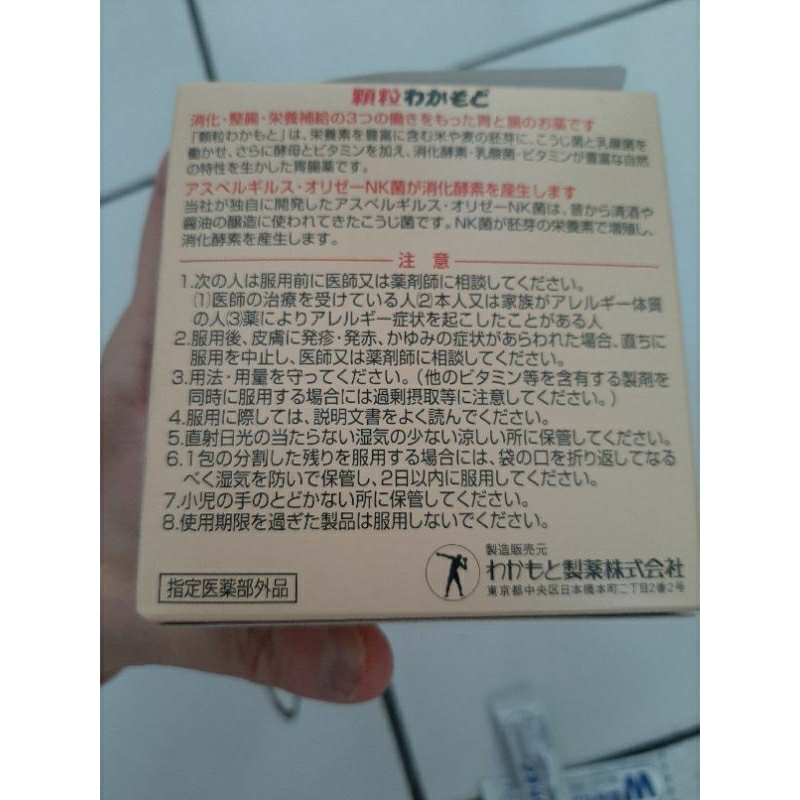 顆粒わかもと
消化・整腸・栄養補給の3つの働きをもった胃と腸のお薬です
「顆粒わかもと」は、栄養素を豊富に含む米や麦の胚芽に、こうじ菌と乳酸菌を
働かせ、さらに酵母とビタミンを加え、消化酵素・乳酸菌・ビタミンが豊富な自然
の特性を生かした胃腸薬です。
アスペルギルス・オリゼーNK菌が消化酵素を産生します
当社が独自に開発したアスペルギルス・オリゼーNK菌は、昔から清酒や
醤油の醸造に使われてきたこうじ菌です。NK菌が胚芽の栄養素で増殖し、
消化酵素を産生します。
注意
1.次の人は服用前に医師又は薬剤師に相談してください。
(1)医師の治療を受けている人(2)本人又は家族がアレルギー体質
の人(3)薬によりアレルギー症状を起こしたことがある人
2.服用後、皮膚に発疹・発赤、かゆみの症状があらわれた場合、直ちに
服用を中止し、医師又は薬剤師に相談してください。
3.用法・用量を守ってください。(他のビタミン等を含有する製剤を
同時に服用する場合には過剰摂取等に注意してください。)
4.服用に際しては、説明文書をよく読んでください。
5.直射日光の当たらない湿気の少ない涼しい所に保管してください。
6.1包の分割した残りを服用する場合には、袋の口を折り返してなる
べく湿気を防いで保管し、2日以内に服用してください。
7.小児の手のとどかない所に保管してください。
8.使用期限を過ぎた製品は服用しないでください。
指定医薬部外品
製造販売元
わかもと製薬株式会社
東京都中央区日本橋本町二丁目2番2号